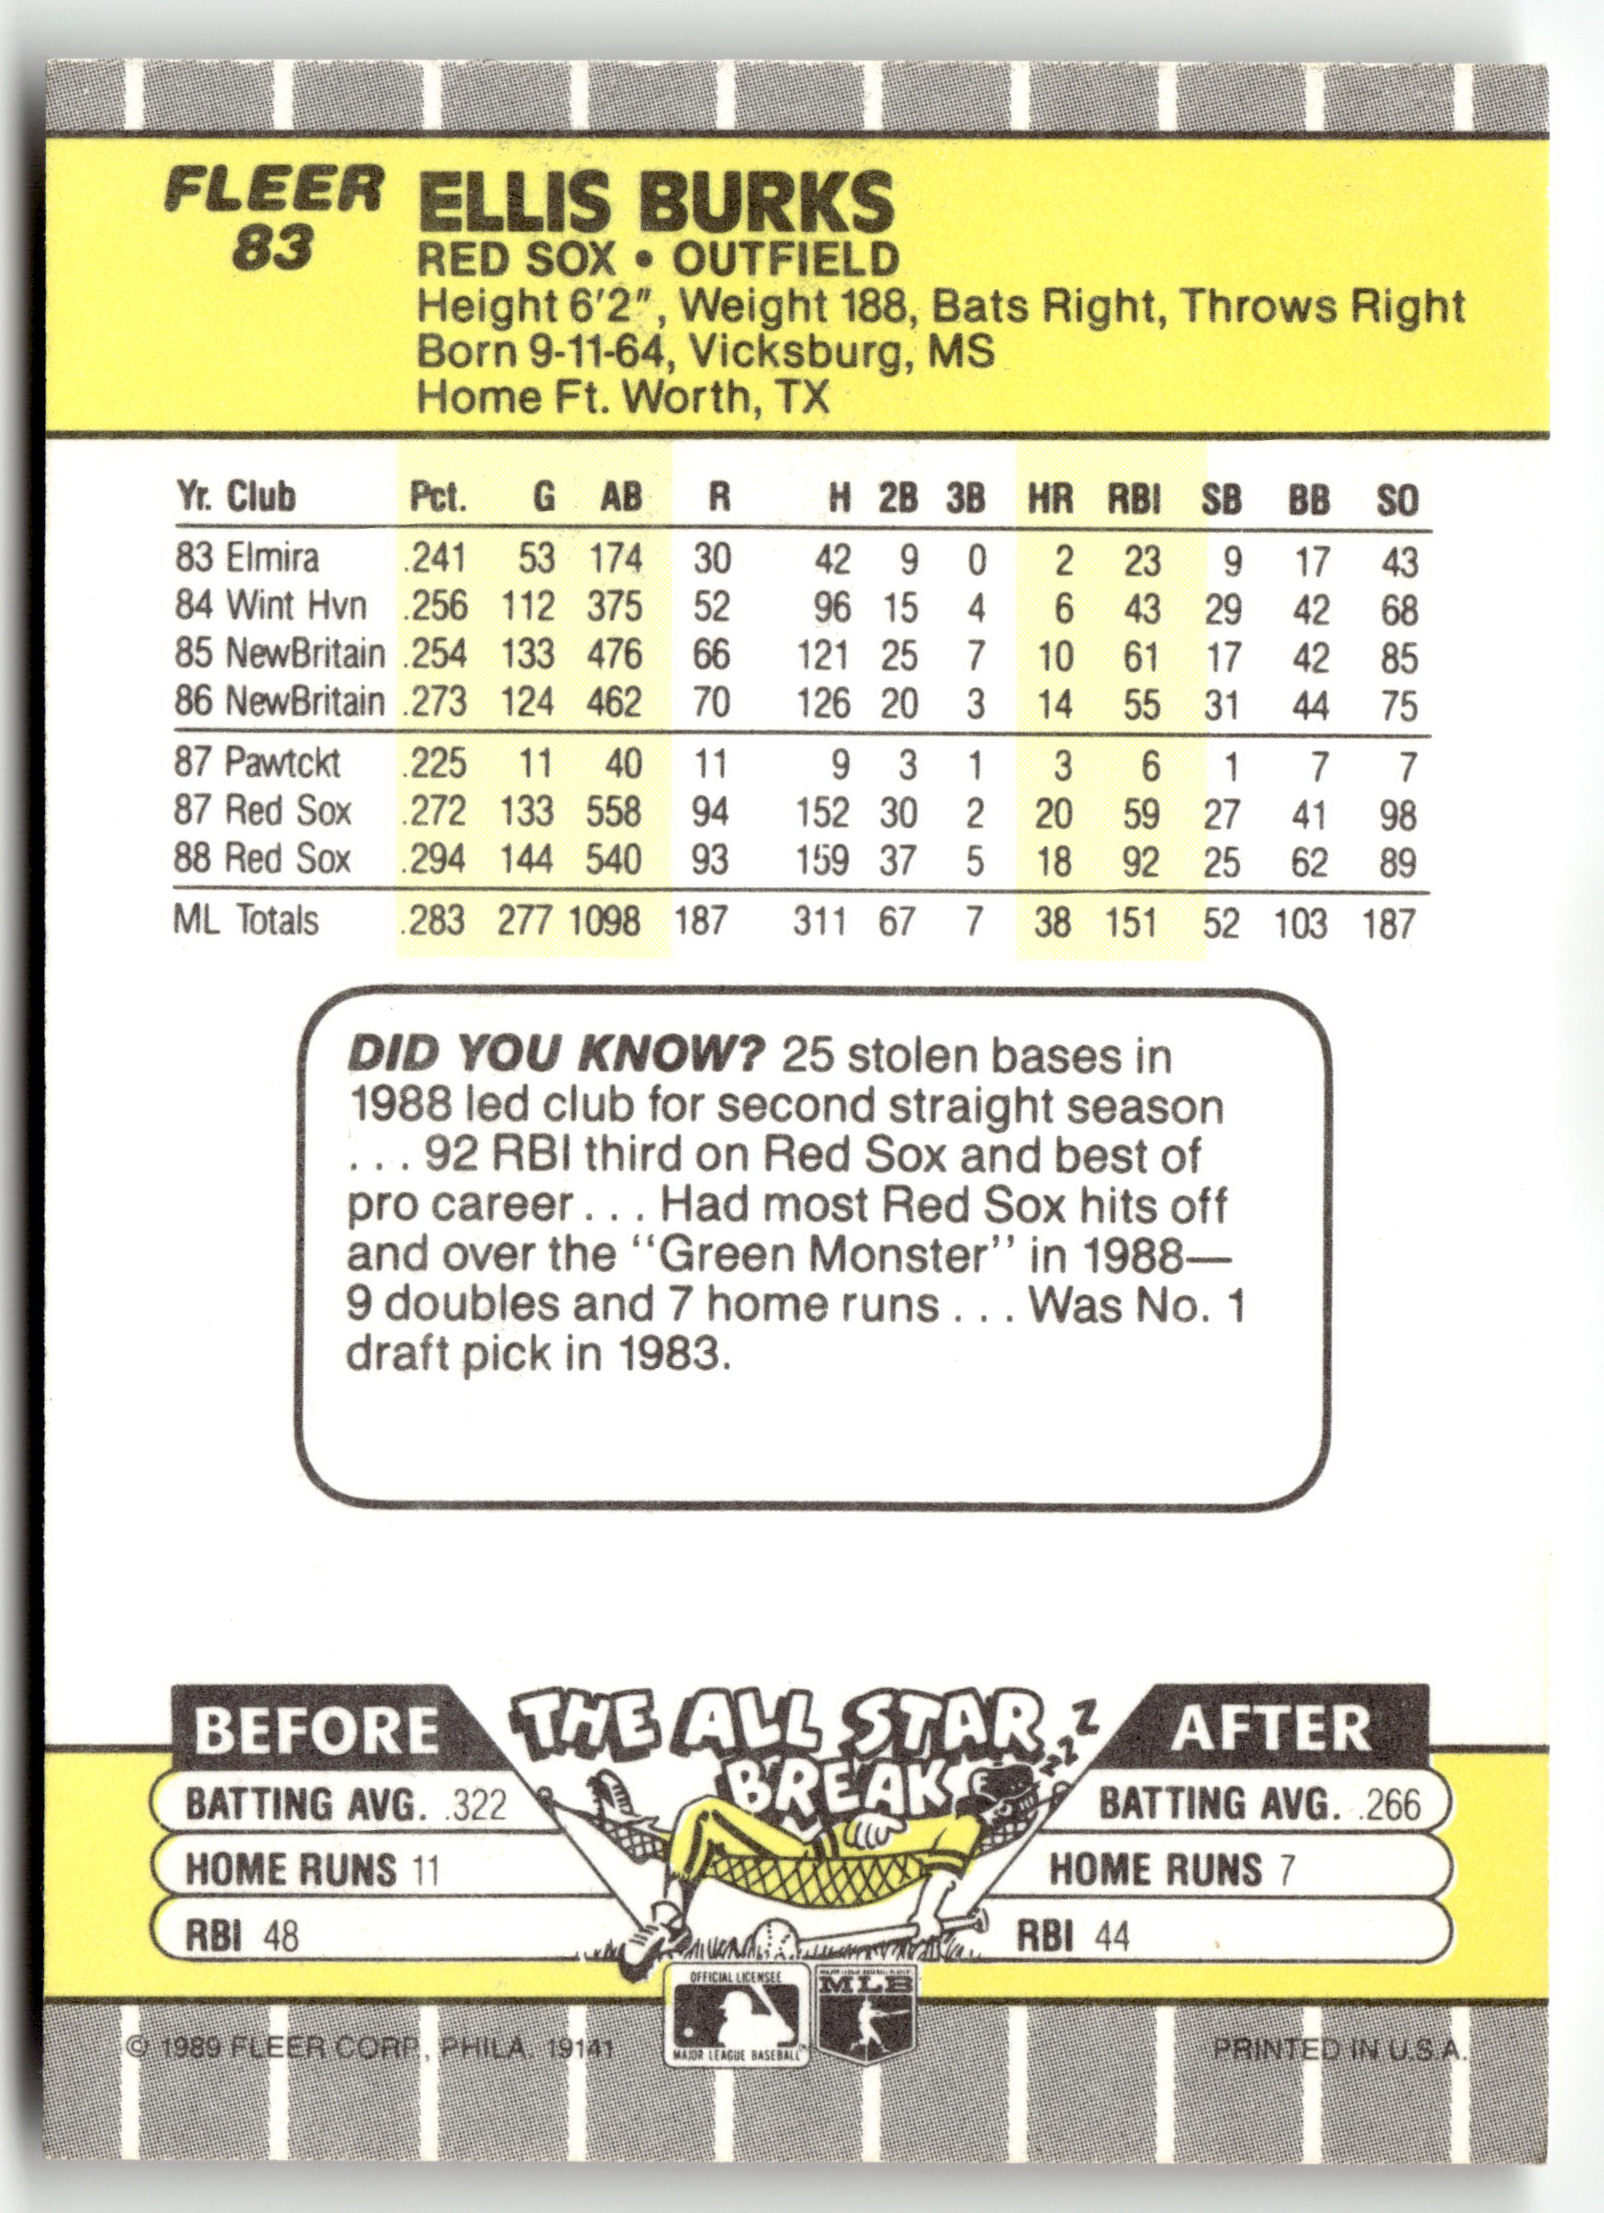 FLEER
83
ELLIS BURKS
RED SOX • OUTFIELD
Height 6'2", Weight 188, Bats Right, Throws Right
Born 9-11-64, Vicksburg, MS
Home Ft. Worth, TX
Yr. Club Pct. G AB R H 2B 3B HR RBI SB BB SO
83 Elmira .241 53 174 30 42 9 0 2 23 9 17 43
84 Wint Hvn .256 112 375 52 96 15 4 6 43 29 42 68
85 NewBritain .254 133 476 66 121 25 7 10 61 17 42 85
86 NewBritain .273 124 462 70 126 20 3 14 55 31 44 75
87 Pawtckt .225 11 40 11 9 3 1 3 6 1 7 7
87 Red Sox .272 133 558 94 152 30 2 20 59 27 41 98
88 Red Sox .294 144 540 93 159 37 5 18 92 25 62 89
ML Totals .283 277 1098 187 311 67 7 38 151 52 103 187
DID YOU KNOW? 25 stolen bases in
1988 led club for second straight season
. . . 92 RBI third on Red Sox and best of
pro career . . . Had most Red Sox hits off
and over the "Green Monster" in 1988—
9 doubles and 7 home runs . . . Was No. 1
draft pick in 1983.
BEFORE
BATTING AVG. .322
HOME RUNS 11
RBI 48
THE ALL STAR
BREAK
Z Z Z Z
AFTER
BATTING AVG. .266
HOME RUNS 7
RBI 44
OFFICIAL LICENSEE
MAJOR LEAGUE BASEBALL
MLB
© 1989 FLEER CORP., PHILA. 19141
PRINTED IN U.S.A.